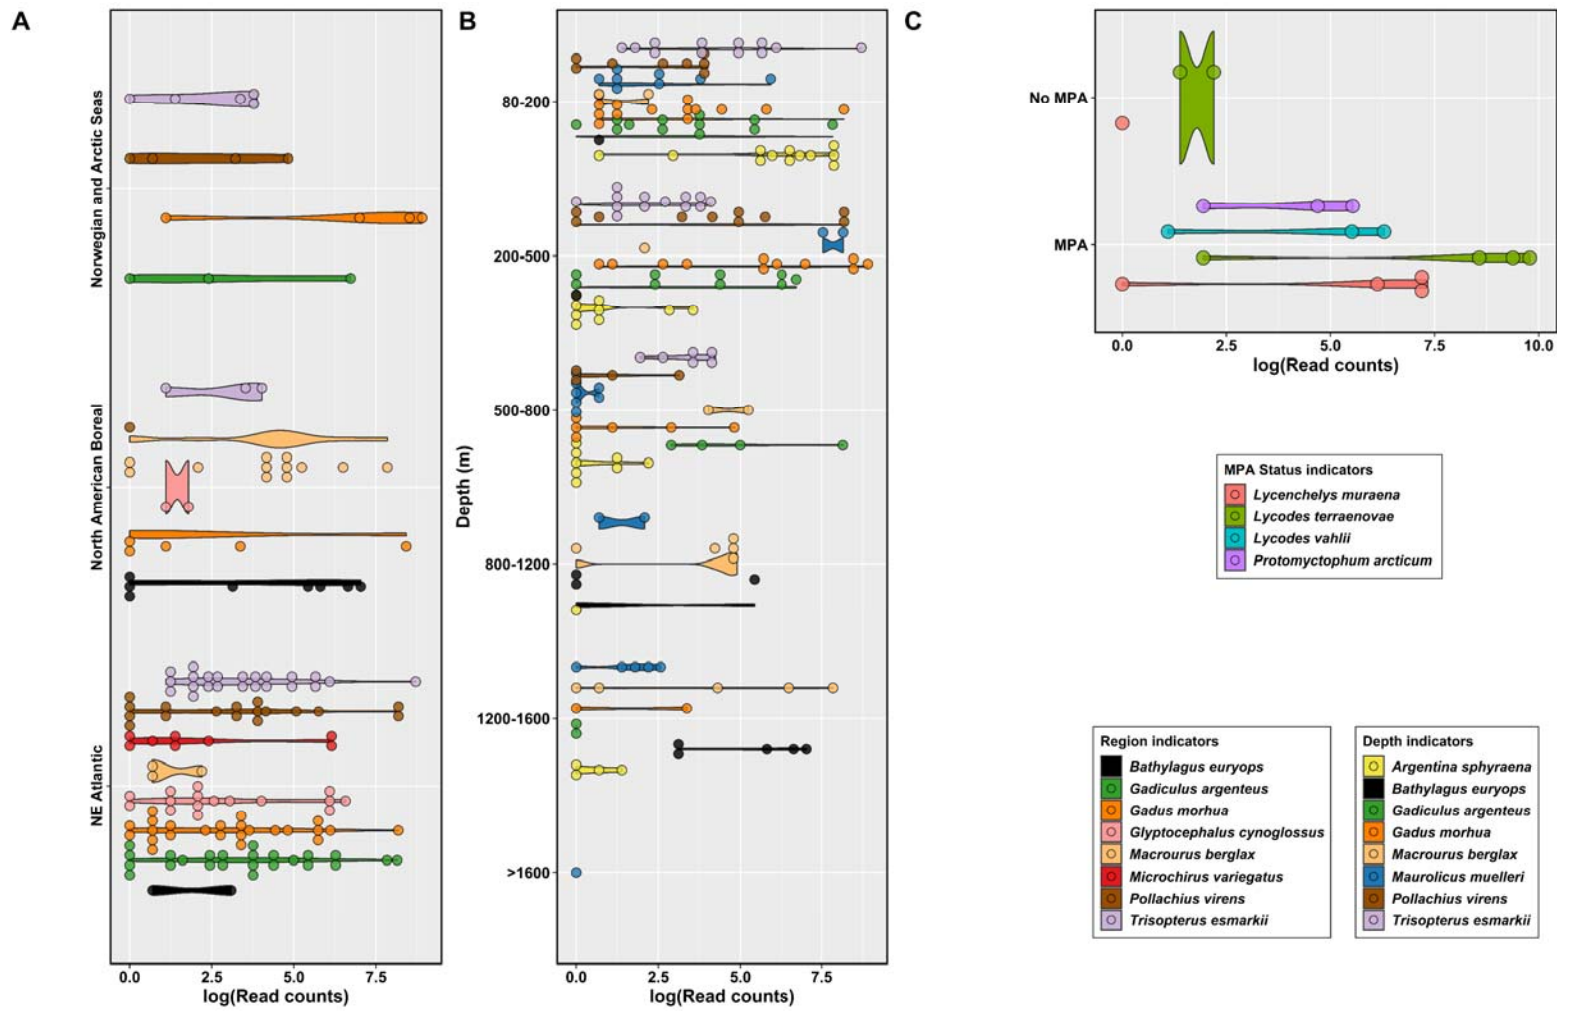 A
Norwegian and Arctic Seas
North American Boreal
NE Atlantic
0.0 2.5 5.0 7.5
log(Read counts)
B
Depth (m)
80-200
200-500
500-800
800-1200
1200-1600
>1600
0.0 2.5 5.0 7.5
log(Read counts)
C
No MPA
MPA
0.0 2.5 5.0 7.5 10.0
log(Read counts)
MPA Status indicators
Lycenchelys muraena
Lycodes terraenovae
Lycodes vahlii
Protomyctophum arcticum
Region indicators
Bathylagus euryops
Gadiculus argenteus
Gadus morhua
Glyptocephalus cynoglossus
Macrourus berglax
Microchirus variegatus
Pollachius virens
Trisopterus esmarkii
Depth indicators
Argentina sphyraena
Bathylagus euryops
Gadiculus argenteus
Gadus morhua
Macrourus berglax
Maurolicus muelleri
Pollachius virens
Trisopterus esmarkii